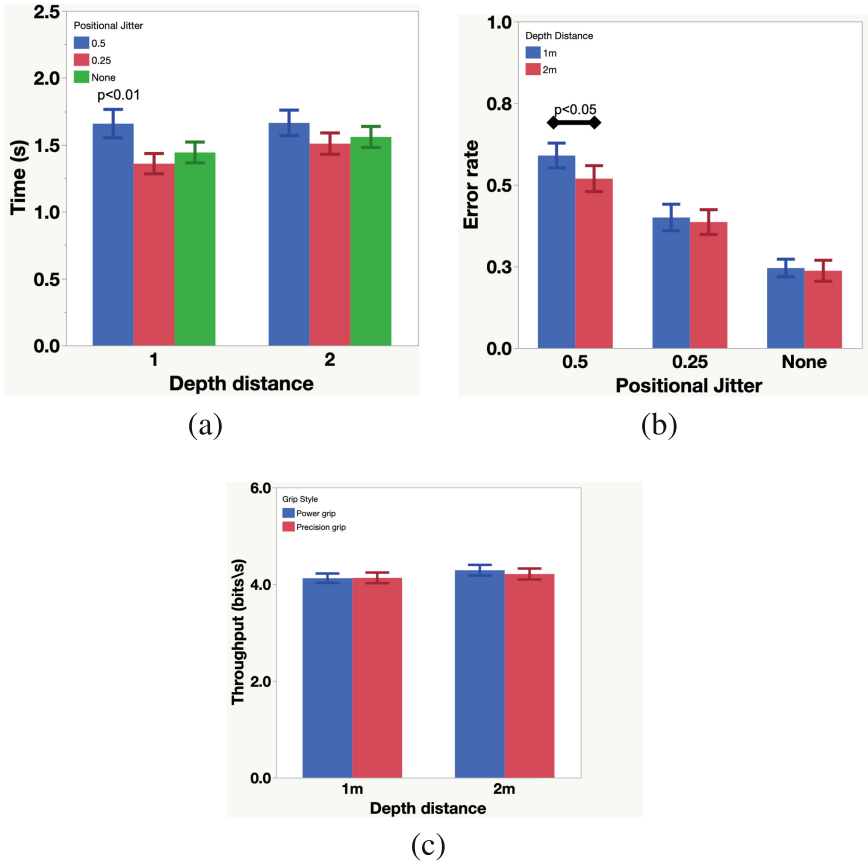 2.5
2.0
1.5
1.0
0.5
0.0
Time (s)
Positional Jitter
0.5
0.25
None
p<0.01
1
2
Depth distance
(a)
1.0
0.8
0.5
0.3
0.0
Error rate
Depth Distance
1m
2m
p<0.05
0.5
0.25
None
Positional Jitter
(b)
6.0
4.0
2.0
0.0
Throughput (bits\s)
Grip Style
Power grip
Precision grip
1m
2m
Depth distance
(c)